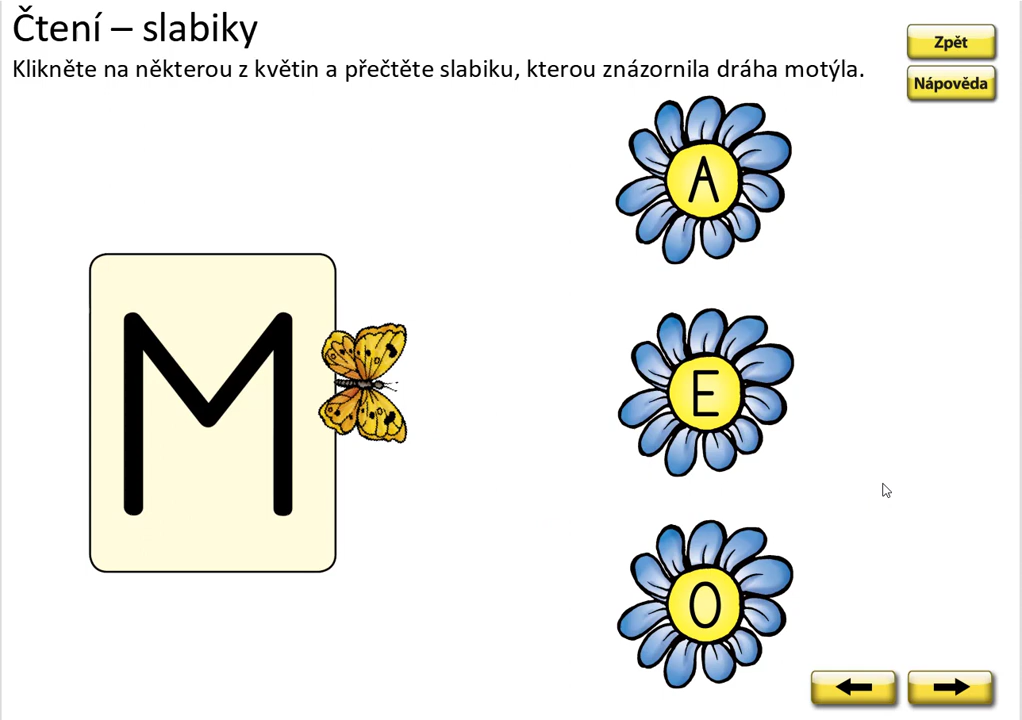 Čtení – slabiky
Klikněte na některou z květin a přečtěte slabiku, kterou znázornila dráha motýla.
Zpět
Nápověda
A
M
E
O